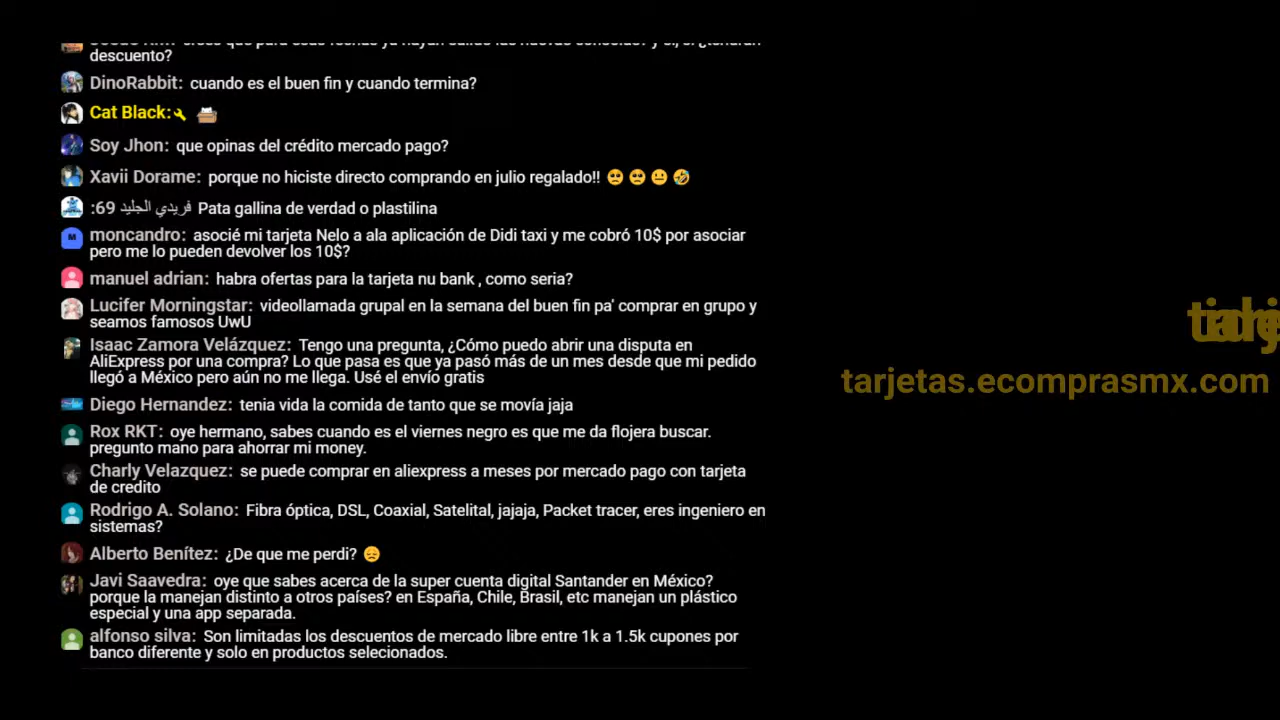 descuento?
DinoRabbit: cuando es el buen fin y cuando termina?
Cat Black:
Soy Jhon: que opinas del crédito mercado pago?
Xavii Dorame: porque no hiciste directo comprando en julio regalado!! 🥺 🥺 😐 🤣
فريدي الجليد 69: Pata gallina de verdad o plastilina
moncandro: asocié mi tarjeta Nelo a ala aplicación de Didi taxi y me cobró 10$ por asociar
pero me lo pueden devolver los 10$?
manuel adrian: habra ofertas para la tarjeta nu bank , como seria?
Lucifer Morningstar: videollamada grupal en la semana del buen fin pa' comprar en grupo y
seamos famosos UwU
Isaac Zamora Velázquez: Tengo una pregunta, ¿Cómo puedo abrir una disputa en
AliExpress por una compra? Lo que pasa es que ya pasó más de un mes desde que mi pedido
llegó a México pero aún no me llega. Usé el envío gratis
Diego Hernandez: tenia vida la comida de tanto que se movía jaja
Rox RKT: oye hermano, sabes cuando es el viernes negro es que me da flojera buscar.
pregunto mano para ahorrar mi money.
Charly Velazquez: se puede comprar en aliexpress a meses por mercado pago con tarjeta
de credito
Rodrigo A. Solano: Fibra óptica, DSL, Coaxial, Satelital, jajaja, Packet tracer, eres ingeniero en
sistemas?
Alberto Benítez: ¿De que me perdi? 😔
Javi Saavedra: oye que sabes acerca de la super cuenta digital Santander en México?
porque la manejan distinto a otros países? en España, Chile, Brasil, etc manejan un plástico
especial y una app separada.
alfonso silva: Son limitadas los descuentos de mercado libre entre 1k a 1.5k cupones por
banco diferente y solo en productos selecionados.
tarjetas.ecomprasmx.com